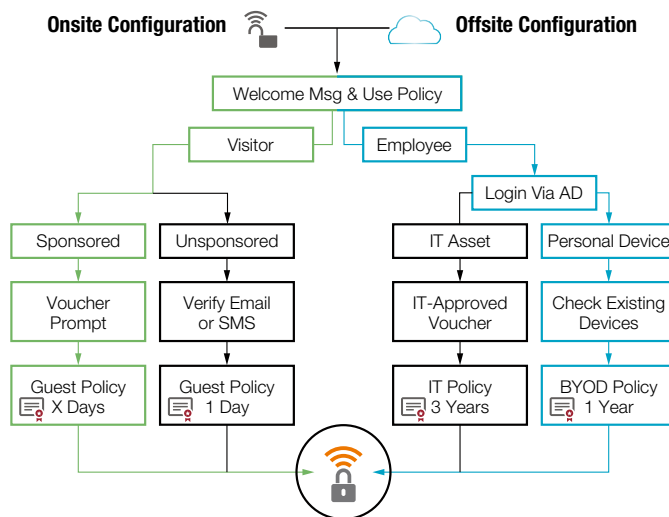 Onsite Configuration
Offsite Configuration
Welcome Msg & Use Policy
Visitor
Employee
Login Via AD
Sponsored
Unsponsored
IT Asset
Personal Device
Voucher
Prompt
Verify Email
or SMS
IT-Approved
Voucher
Check Existing
Devices
Guest Policy
X Days
Guest Policy
1 Day
IT Policy
3 Years
BYOD Policy
1 Year